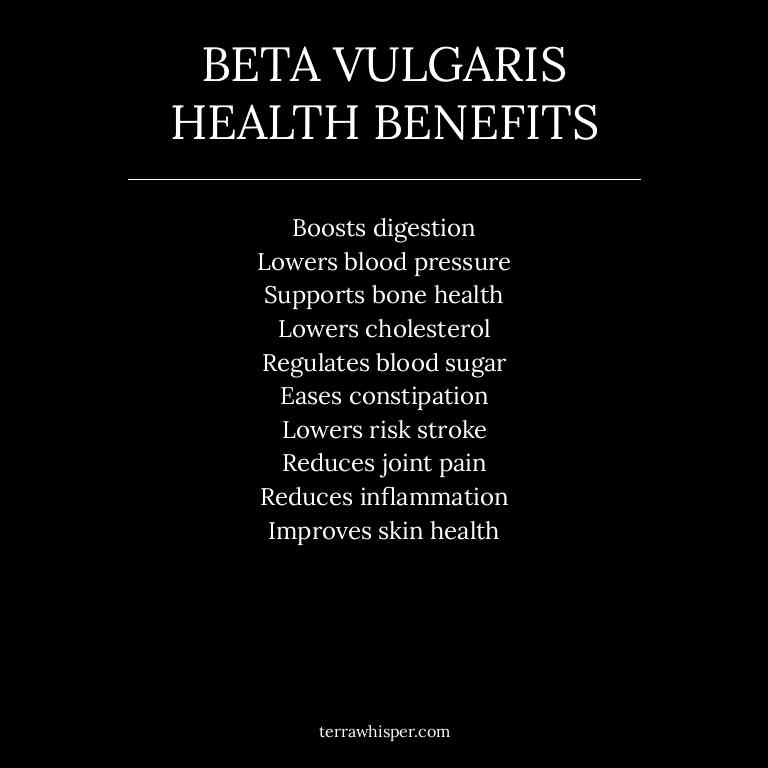 BETA VULGARIS
HEALTH BENEFITS
Boosts digestion
Lowers blood pressure
Supports bone health
Lowers cholesterol
Regulates blood sugar
Eases constipation
Lowers risk stroke
Reduces joint pain
Reduces inflammation
Improves skin health
terrawhisper.com